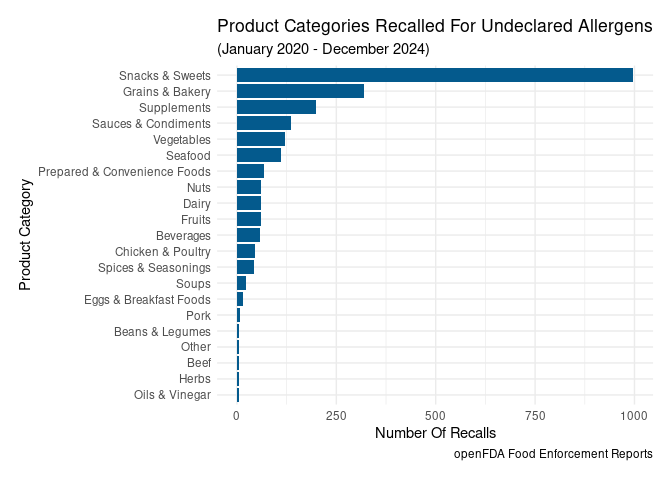 Product Categories Recalled For Undeclared Allergens
(January 2020 - December 2024)
Product Category
Snacks & Sweets
Grains & Bakery
Supplements
Sauces & Condiments
Vegetables
Seafood
Prepared & Convenience Foods
Nuts
Dairy
Fruits
Beverages
Chicken & Poultry
Spices & Seasonings
Soups
Eggs & Breakfast Foods
Pork
Beans & Legumes
Other
Beef
Herbs
Oils & Vinegar
0 250 500 750 1000
Number Of Recalls
openFDA Food Enforcement Reports